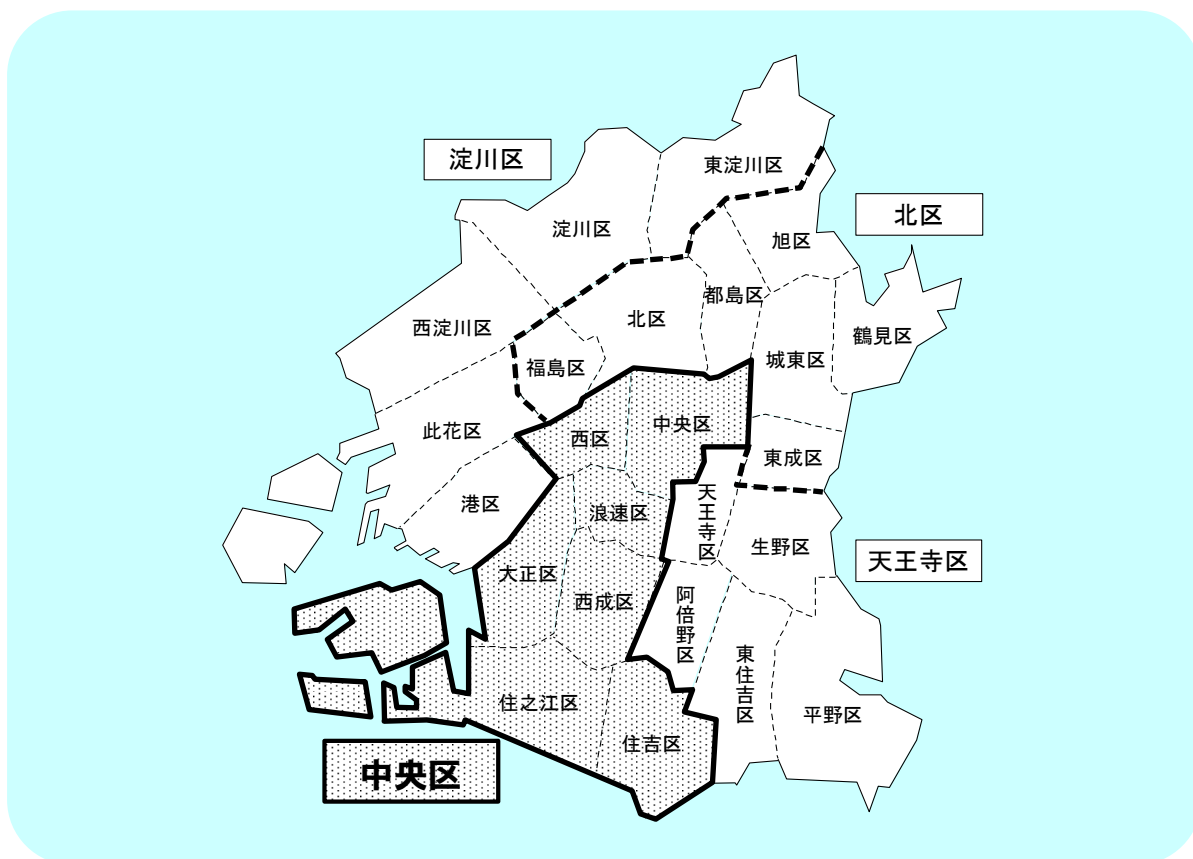 淀川区
東淀川区
北区
淀川区
旭区
都島区
北区
西淀川区
鶴見区
城東区
福島区
中央区
此花区
西区
東成区
港区
天王寺区
浪速区
生野区
天王寺区
大正区
西成区
阿倍野区
東住吉区
住之江区
平野区
住吉区
中央区